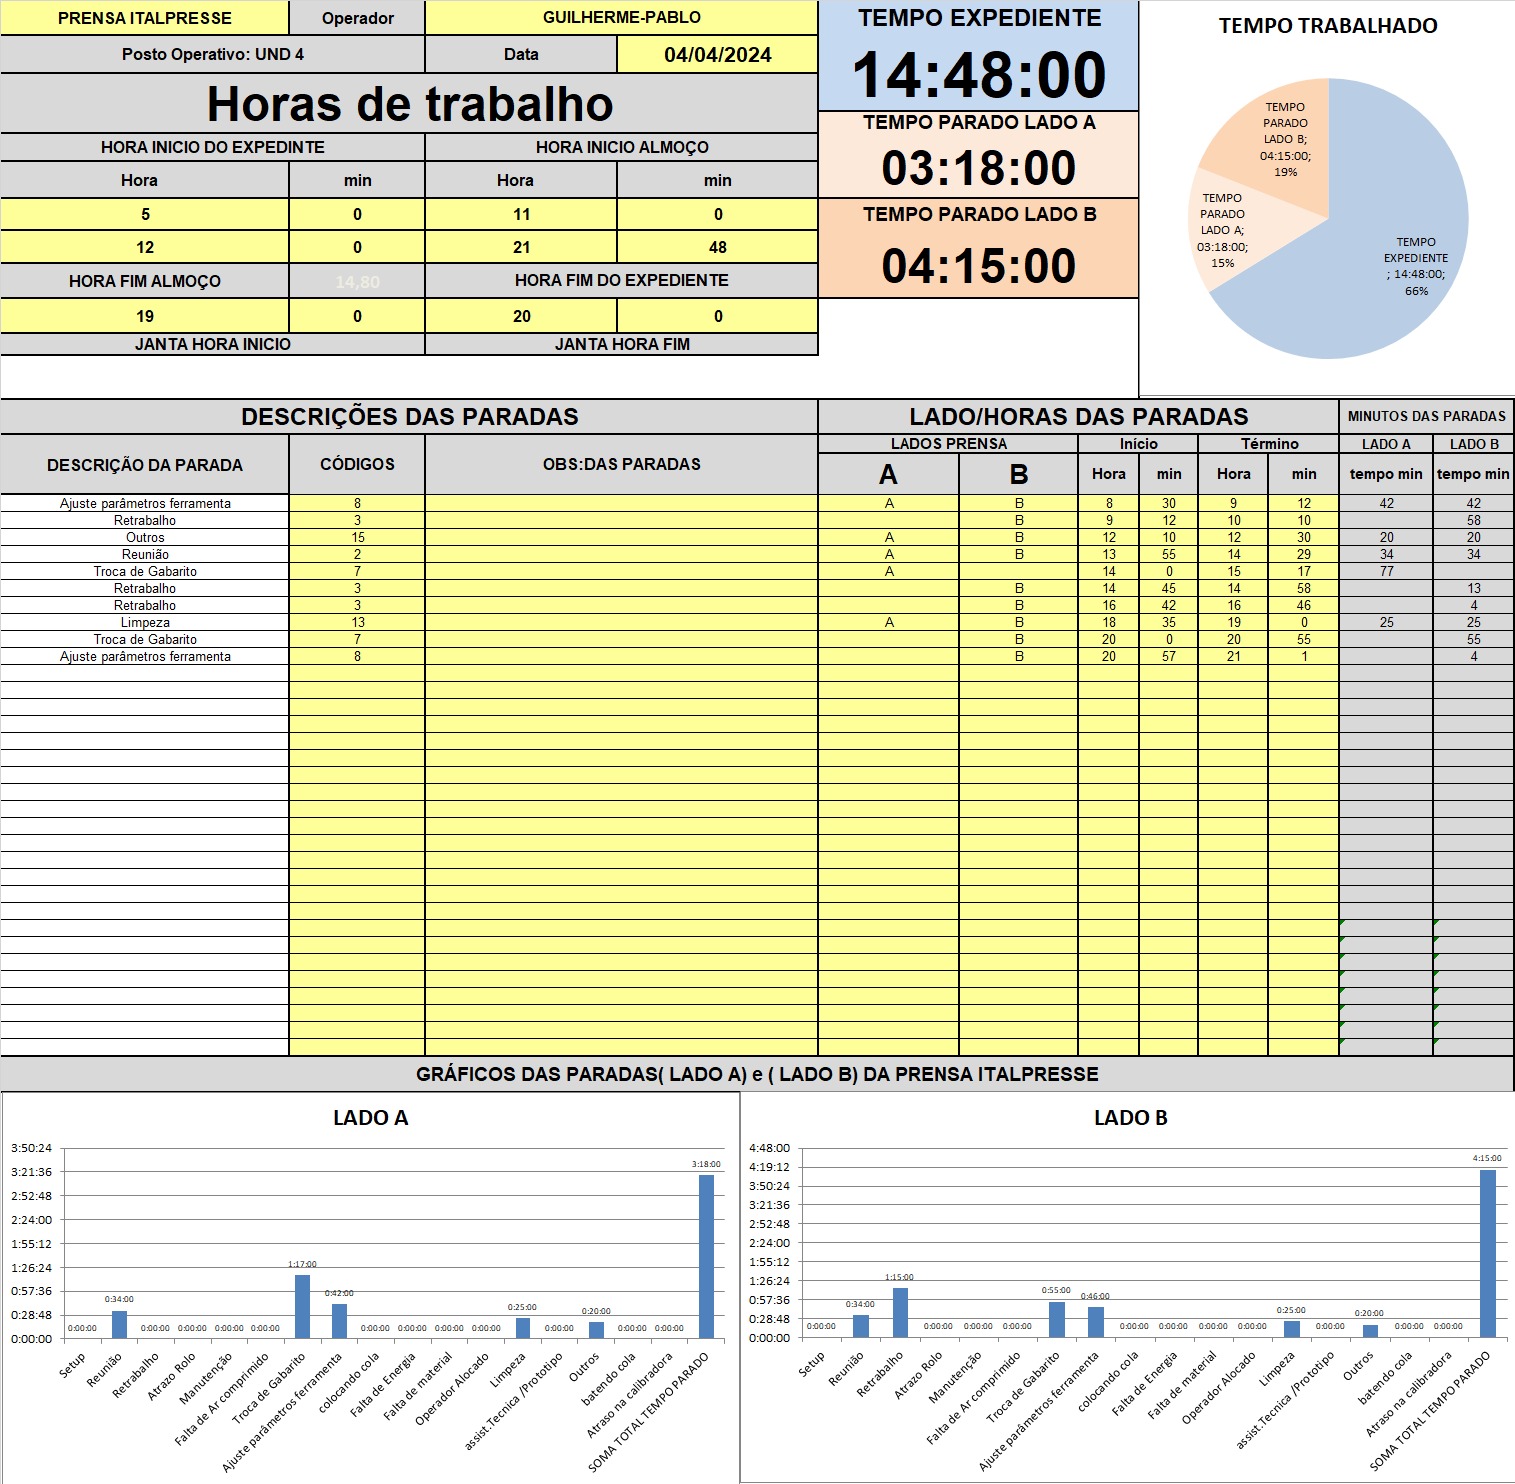 PRENSA ITALPRESSE Operador GUILHERME-PABLO
Posto Operativo: UND 4 Data 04/04/2024
Horas de trabalho
HORA INICIO DO EXPEDINTE HORA INICIO ALMOÇO
Hora min Hora min
5 0 11 0
12 0 21 48
HORA FIM ALMOÇO 14,80 HORA FIM DO EXPEDIENTE
19 0 20 0
JANTA HORA INICIO JANTA HORA FIM
TEMPO EXPEDIENTE
14:48:00
TEMPO PARADO LADO A
03:18:00
TEMPO PARADO LADO B
04:15:00
TEMPO TRABALHADO
TEMPO
PARADO
LADO B;
04:15:00;
19%
TEMPO
PARADO
LADO A;
03:18:00;
15%
TEMPO
EXPEDIENTE
; 14:48:00;
66%
DESCRIÇÕES DAS PARADAS LADO/HORAS DAS PARADAS MINUTOS DAS PARADAS
DESCRIÇÃO DA PARADA CÓDIGOS OBS:DAS PARADAS LADOS PRENSA Início Término LADO A LADO B
A B Hora min Hora min tempo min tempo min
Ajuste parâmetros ferramenta 8 A B 8 30 9 12 42 42
Retrabalho 3 B 9 12 10 10 58
Outros 15 A B 12 10 12 30 20 20
Reunião 2 A B 13 55 14 29 34 34
Troca de Gabarito 7 A 14 0 15 17 77
Retrabalho 3 B 14 45 14 58 13
Retrabalho 3 B 16 42 16 46 4
Limpeza 13 A B 18 35 19 0 25 25
Troca de Gabarito 7 B 20 0 20 55 55
Ajuste parâmetros ferramenta 8 B 20 57 21 1 4
GRÁFICOS DAS PARADAS( LADO A) e ( LADO B) DA PRENSA ITALPRESSE
LADO A
3:50:24
3:21:36
2:52:48
2:24:00
1:55:12
1:26:24
0:57:36
0:28:48
0:00:00
0:00:00 0:34:00 0:00:00 0:00:00 0:00:00 0:00:00 1:17:00 0:42:00 0:00:00 0:00:00 0:00:00 0:00:00 0:25:00 0:00:00 0:20:00 0:00:00 0:00:00 3:18:00
Setup
Reunião
Retrabalho
Atrazo Rolo
Manutenção
Falta de Ar comprimido
Troca de Gabarito
Ajuste parâmetros ferramenta
colocando cola
Falta de Energia
Falta de material
Operador Alocado
Limpeza
assist.Tecnica /Prototipo
Outros
batendo cola
Atraso na calibradora
SOMA TOTAL TEMPO PARADO
LADO B
4:48:00
4:19:12
3:50:24
3:21:36
2:52:48
2:24:00
1:55:12
1:26:24
0:57:36
0:28:48
0:00:00
0:00:00 0:34:00 1:15:00 0:00:00 0:00:00 0:00:00 0:55:00 0:46:00 0:00:00 0:00:00 0:00:00 0:00:00 0:25:00 0:00:00 0:20:00 0:00:00 0:00:00 4:15:00
Setup
Reunião
Retrabalho
Atrazo Rolo
Manutenção
Falta de Ar comprimido
Troca de Gabarito
Ajuste parâmetros ferramenta
colocando cola
Falta de Energia
Falta de material
Operador Alocado
Limpeza
assist.Tecnica /Prototipo
Outros
batendo cola
Atraso na calibradora
SOMA TOTAL TEMPO PARADO